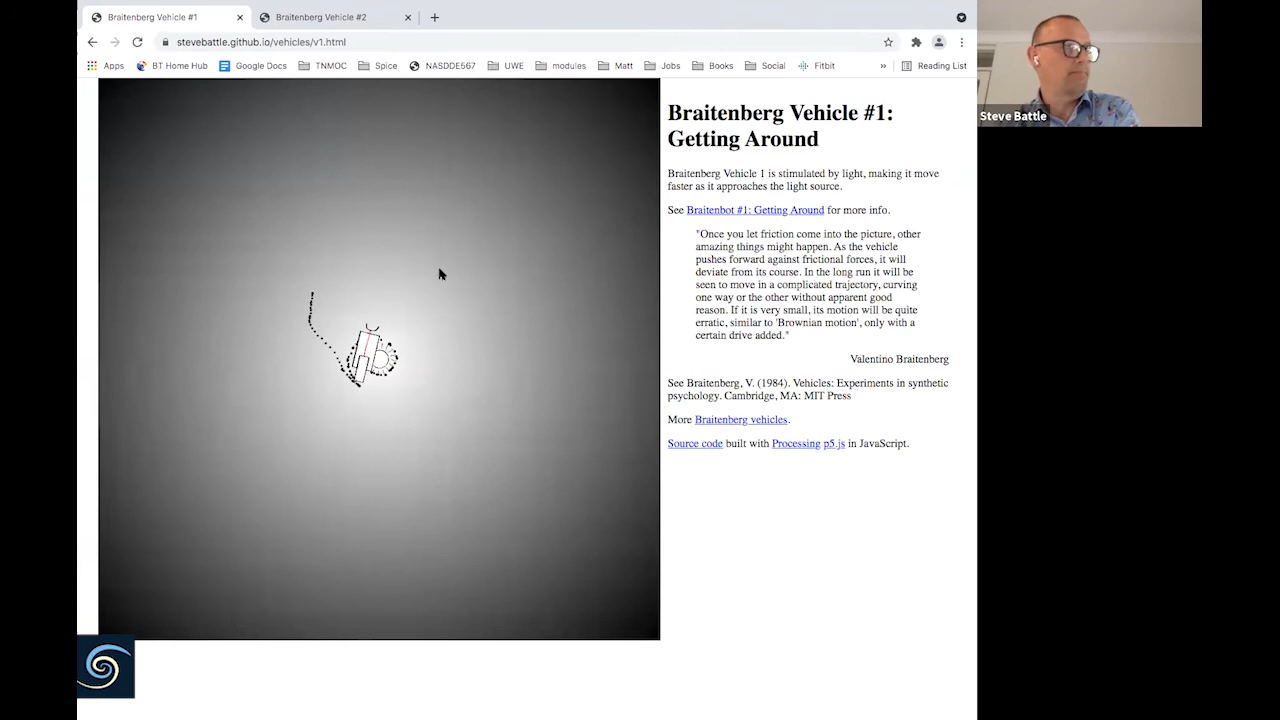 Braitenberg Vehicle #1
Braitenberg Vehicle #2
stevebattle.github.io/vehicles/v1.html
Apps BT Home Hub Google Docs TNMOC Spice NASDDE567 UWE modules Matt Jobs Books Social Fitbit » Reading List
Steve Battle
Braitenberg Vehicle #1:
Getting Around
Braitenberg Vehicle 1 is stimulated by light, making it move
faster as it approaches the light source.
See Braitenbot #1: Getting Around for more info.
"Once you let friction come into the picture, other
amazing things might happen. As the vehicle
pushes forward against frictional forces, it will
deviate from its course. In the long run it will be
seen to move in a complicated trajectory, curving
one way or the other without apparent good
reason. If it is very small, its motion will be quite
erratic, similar to 'Brownian motion', only with a
certain drive added."
Valentino Braitenberg
See Braitenberg, V. (1984). Vehicles: Experiments in synthetic
psychology. Cambridge, MA: MIT Press
More Braitenberg vehicles.
Source code built with Processing p5.js in JavaScript.